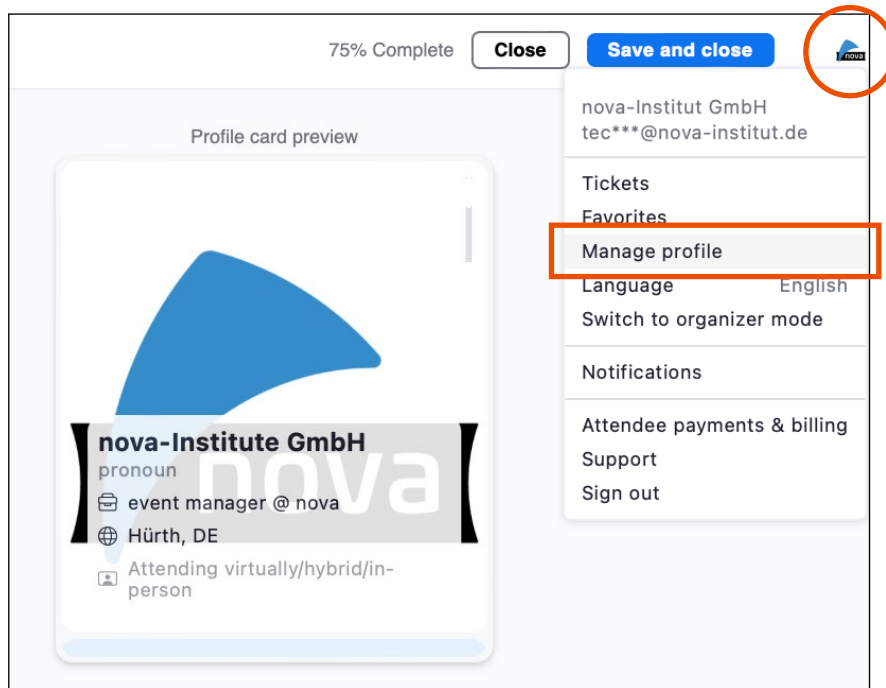 75% Complete
Close
Save and close
nova
nova-Institut GmbH
tec***@nova-institut.de
Tickets
Favorites
Manage profile
Language English
Switch to organizer mode
Notifications
Attendee payments & billing
Support
Sign out
Profile card preview
nova
nova-Institute GmbH
pronoun
event manager @ nova
Hürth, DE
Attending virtually/hybrid/in-
person